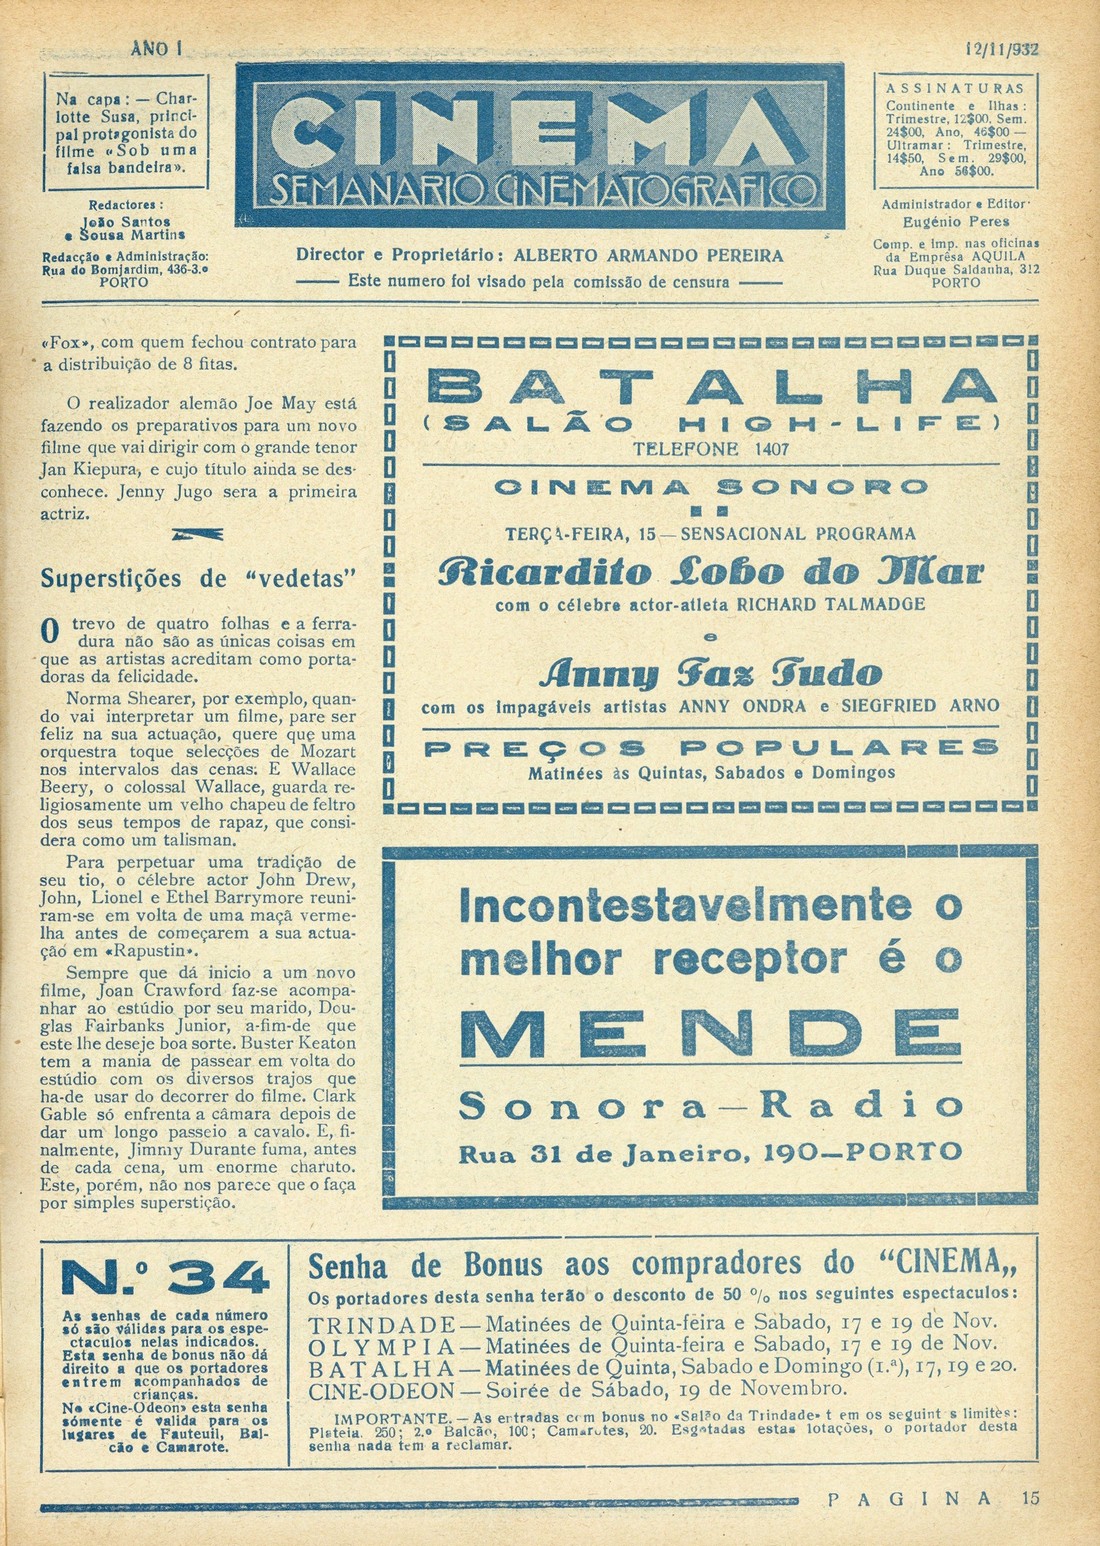 ANO I
12/11/932
Na capa: — Char-
lotte Susa, princi-
pal protagonista do
filme «Sob uma
falsa bandeira».
Redactores:
João Santos
e Sousa Martins
Redacção e Administração:
Rua do Bomjardim, 436-3.º
PORTO
CINEMA
SEMANARIO CINEMATOGRAFICO
Director e Proprietário: ALBERTO ARMANDO PEREIRA
Este numero foi visado pela comissão de censura
ASSINATURAS
Continente e Ilhas:
Trimestre, 12$00, Sem.
24$00, Ano, 46$00 —
Ultramar: Trimestre,
14$50, Sem. 29$00,
Ano 56$00.
Administrador e Editor
Eugénio Peres
Comp. e imp. nas oficinas
da Emprêsa AQUILA
Rua Duque Saldanha, 312
PORTO
«Fox», com quem fechou contrato para
a distribuição de 8 fitas.
O realizador alemão Joe May está
fazendo os preparativos para um novo
filme que vai dirigir com o grande tenor
Jan Kiepura, e cujo título ainda se des-
conhece. Jenny Jugo sera a primeira
actriz.
Superstições de "vedetas"
O trevo de quatro folhas e a ferra-
dura não são as únicas coisas em
que as artistas acreditam como porta-
doras da felicidade.
Norma Shearer, por exemplo, quan-
do vai interpretar um filme, pare ser
feliz na sua actuação, quere que uma
orquestra toque selecções de Mozart
nos intervalos das cenas. E Wallace
Beery, o colossal Wallace, guarda re-
ligiosamente um velho chapeu de feltro
dos seus tempos de rapaz, que consi-
dera como um talisman.
Para perpetuar uma tradição de
seu tio, o célebre actor John Drew,
John, Lionel e Ethel Barrymore reuni-
ram-se em volta de uma maçã verme-
lha antes de começarem a sua actua-
ção em «Rapustin».
Sempre que dá inicio a um novo
filme, Joan Crawford faz-se acompa-
nhar ao estúdio por seu marido, Dou-
glas Fairbanks Junior, a-fim-de que
este lhe deseje boa sorte. Buster Keaton
tem a mania de passear em volta do
estúdio com os diversos trajos que
ha-de usar do decorrer do filme. Clark
Gable só enfrenta a câmara depois de
dar um longo passeio a cavalo. E, fi-
nalmente, Jimmy Durante fuma, antes
de cada cena, um enorme charuto.
Este, porém, não nos parece que o faça
por simples superstição.
BATALHA
(SALÃO HIGH-LIFE)
TELEFONE 1407
CINEMA SONORO
TERÇA-FEIRA, 15 — SENSACIONAL PROGRAMA
Ricardito Lobo do Mar
com o célebre actor-atleta RICHARD TALMADGE
e
Anny Faz Tudo
com os impagáveis artistas ANNY ONDRA e SIEGFRIED ARNO
PREÇOS POPULARES
Matinées às Quintas, Sabados e Domingos
Incontestavelmente o
melhor receptor é o
MENDE
Sonora—Radio
Rua 31 de Janeiro, 190—PORTO
N.º 34
As senhas de cada número
só são válidas para os espe-
ctaculos nelas indicados.
Esta senha de bonus não dá
direito a que os portadores
entrem acompanhados de
crianças.
No «Cine-Odeon» esta senha
sómente é valida para os
lugares de Fauteuil, Bal-
cão e Camarote.
Senha de Bonus aos compradores do "CINEMA„
Os portadores desta senha terão o desconto de 50 % nos seguintes espectaculos:
TRINDADE — Matinées de Quinta-feira e Sabado, 17 e 19 de Nov.
OLYMPIA — Matinées de Quinta-feira e Sabado, 17 e 19 de Nov.
BATALHA — Matinées de Quinta, Sabado e Domingo (1.ª), 17, 19 e 20.
CINE-ODEON — Soirée de Sábado, 19 de Novembro.
IMPORTANTE. — As entradas com bonus no «Salão da Trindade» t em os seguint s limites:
Plateia. 250; 2.º Balcão, 100; Camarotes, 20. Esgotadas estas lotações, o portador desta
senha nada tem a reclamar.
PAGINA 15